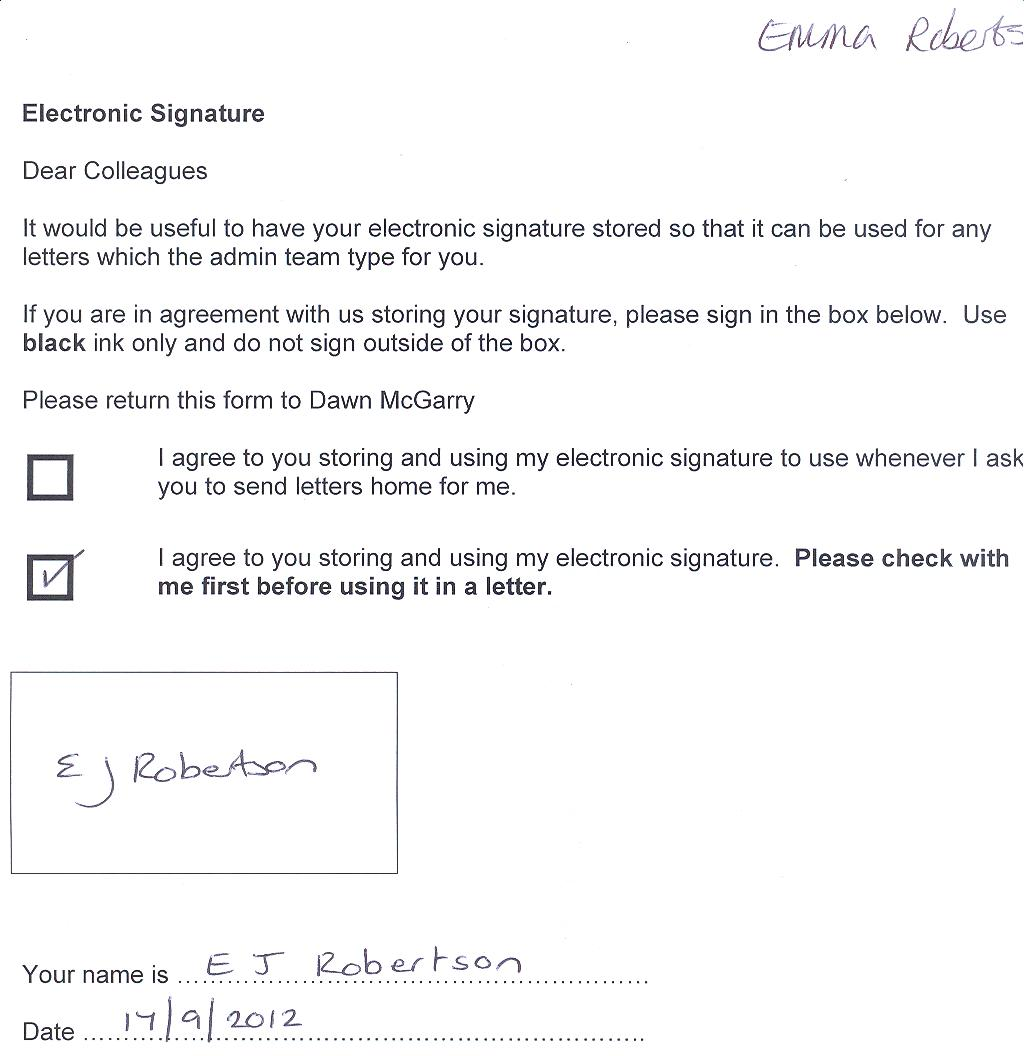 Emma Roberts
Electronic Signature
Dear Colleagues
It would be useful to have your electronic signature stored so that it can be used for any
letters which the admin team type for you.
If you are in agreement with us storing your signature, please sign in the box below.  Use
black ink only and do not sign outside of the box.
Please return this form to Dawn McGarry
I agree to you storing and using my electronic signature to use whenever I ask
you to send letters home for me.
I agree to you storing and using my electronic signature.  Please check with
me first before using it in a letter.
E J Robertson
Your name is ... E J Robertson ...
Date ... 17/9/2012 ...